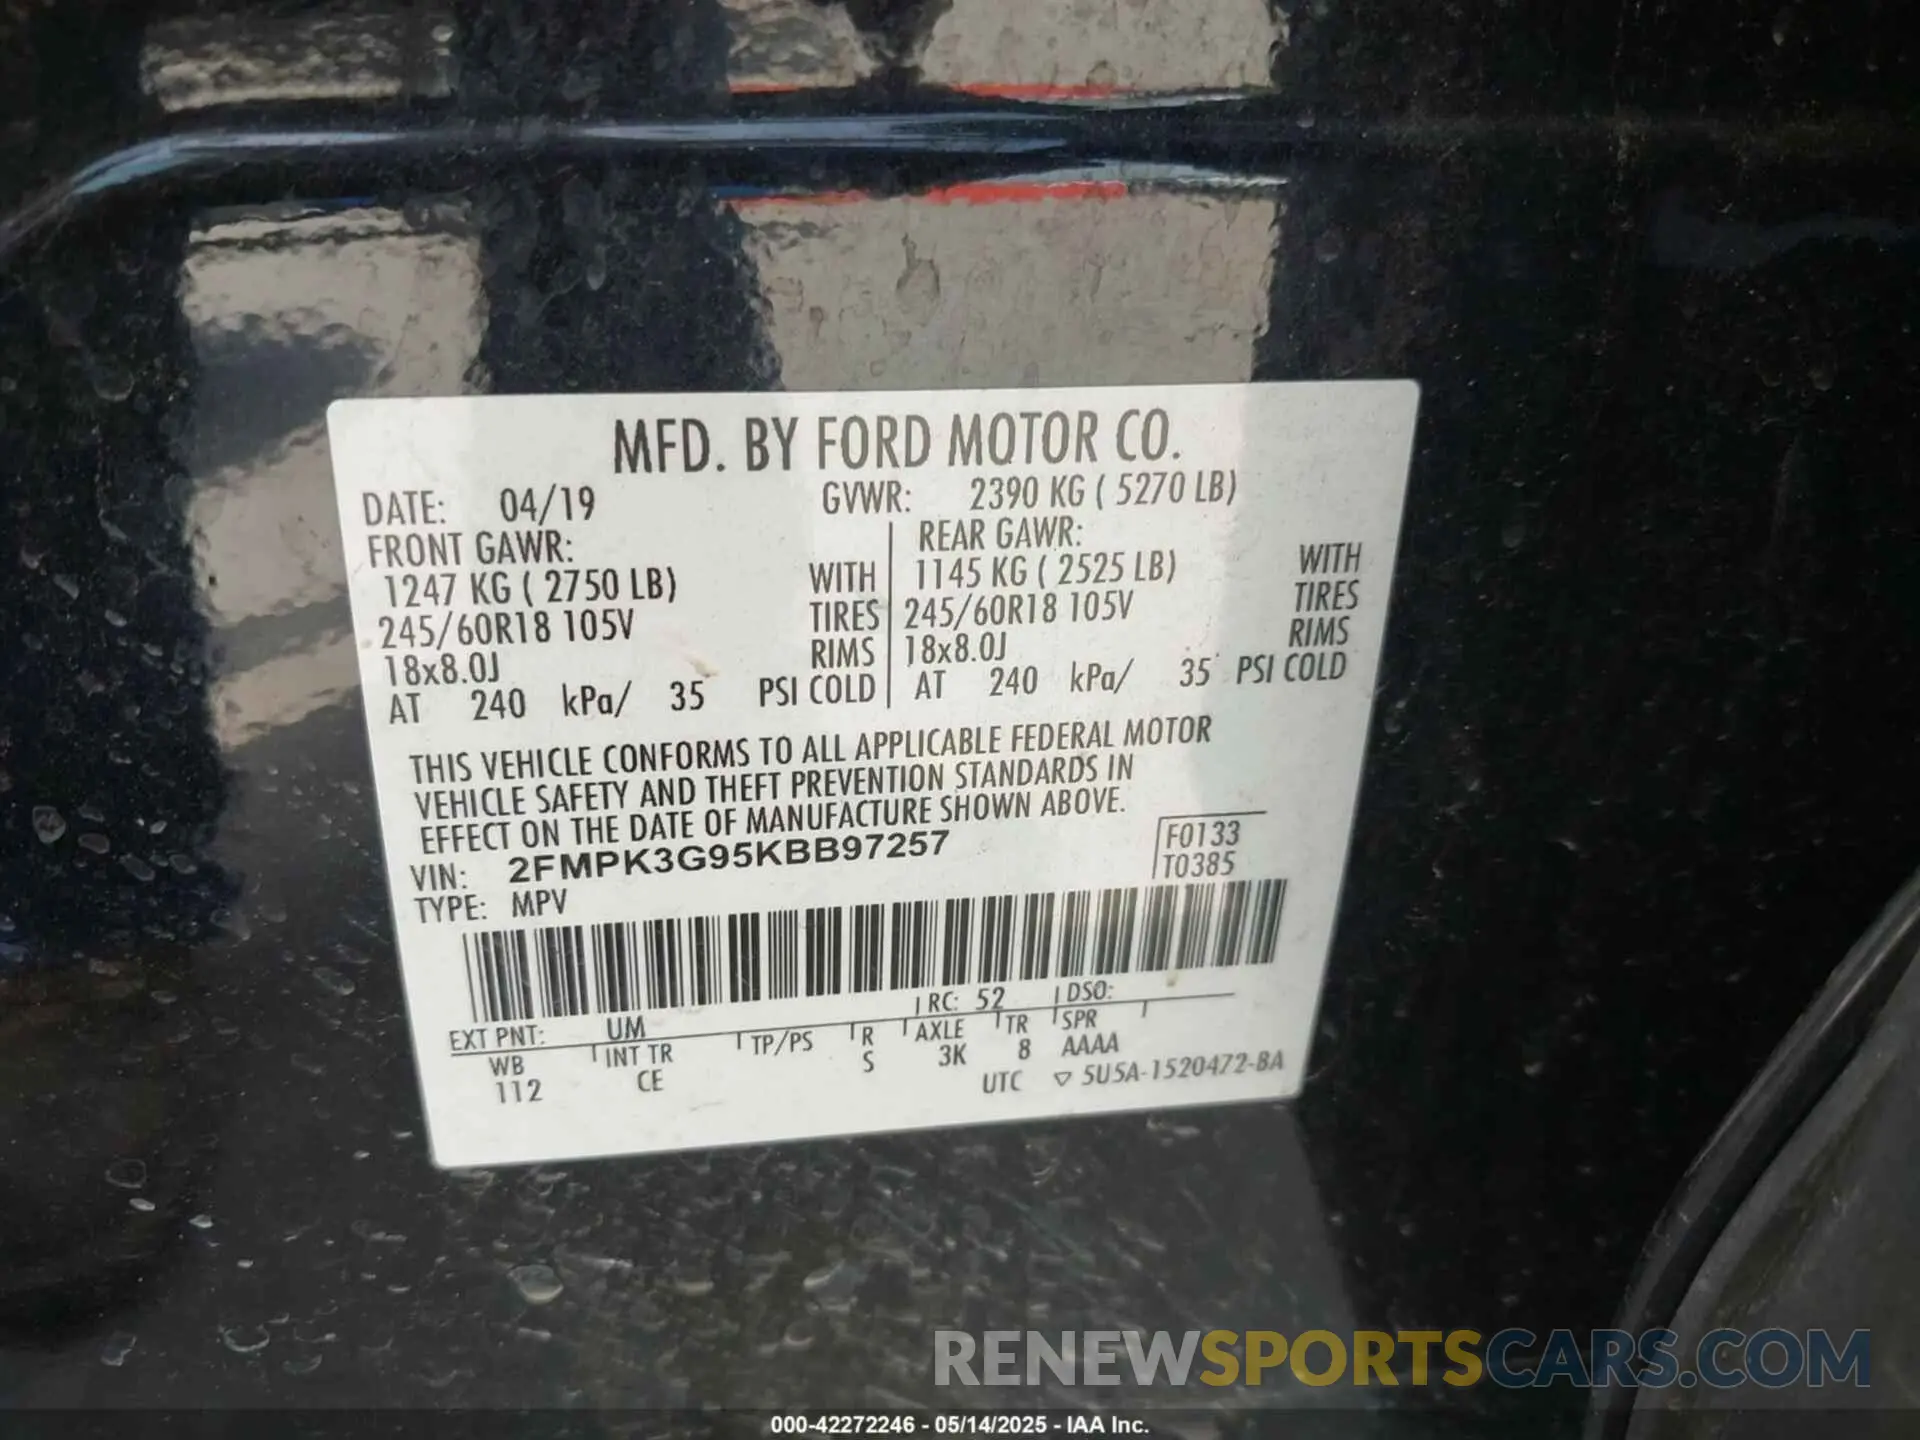 MFD. BY FORD MOTOR CO.
DATE: 04/19 GVWR: 2390 KG ( 5270 LB)
FRONT GAWR: REAR GAWR:
1247 KG ( 2750 LB) WITH 1145 KG ( 2525 LB) WITH
245/60R18 105V TIRES 245/60R18 105V TIRES
18x8.0J RIMS 18x8.0J RIMS
AT 240 kPa/ 35 PSI COLD AT 240 kPa/ 35 PSI COLD
THIS VEHICLE CONFORMS TO ALL APPLICABLE FEDERAL MOTOR
VEHICLE SAFETY AND THEFT PREVENTION STANDARDS IN
EFFECT ON THE DATE OF MANUFACTURE SHOWN ABOVE.
VIN: 2FMPK3G95KBB97257 F0133
TYPE: MPV T0385
EXT PNT: UM RC: 52 DSO:
WB INT TR TP/PS R AXLE TR SPR
112 CE S 3K 8 AAAA
UTC ▽ 5U5A-1520472-BA
RENEWSPORTSCARS.COM
000-42272246 - 05/14/2025 - IAA Inc.